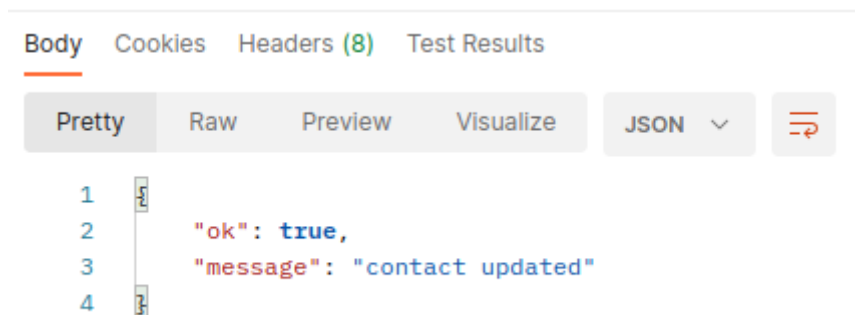 Body Cookies Headers (8) Test Results
Pretty Raw Preview Visualize JSON
1 {
2 "ok": true,
3 "message": "contact updated"
4 }